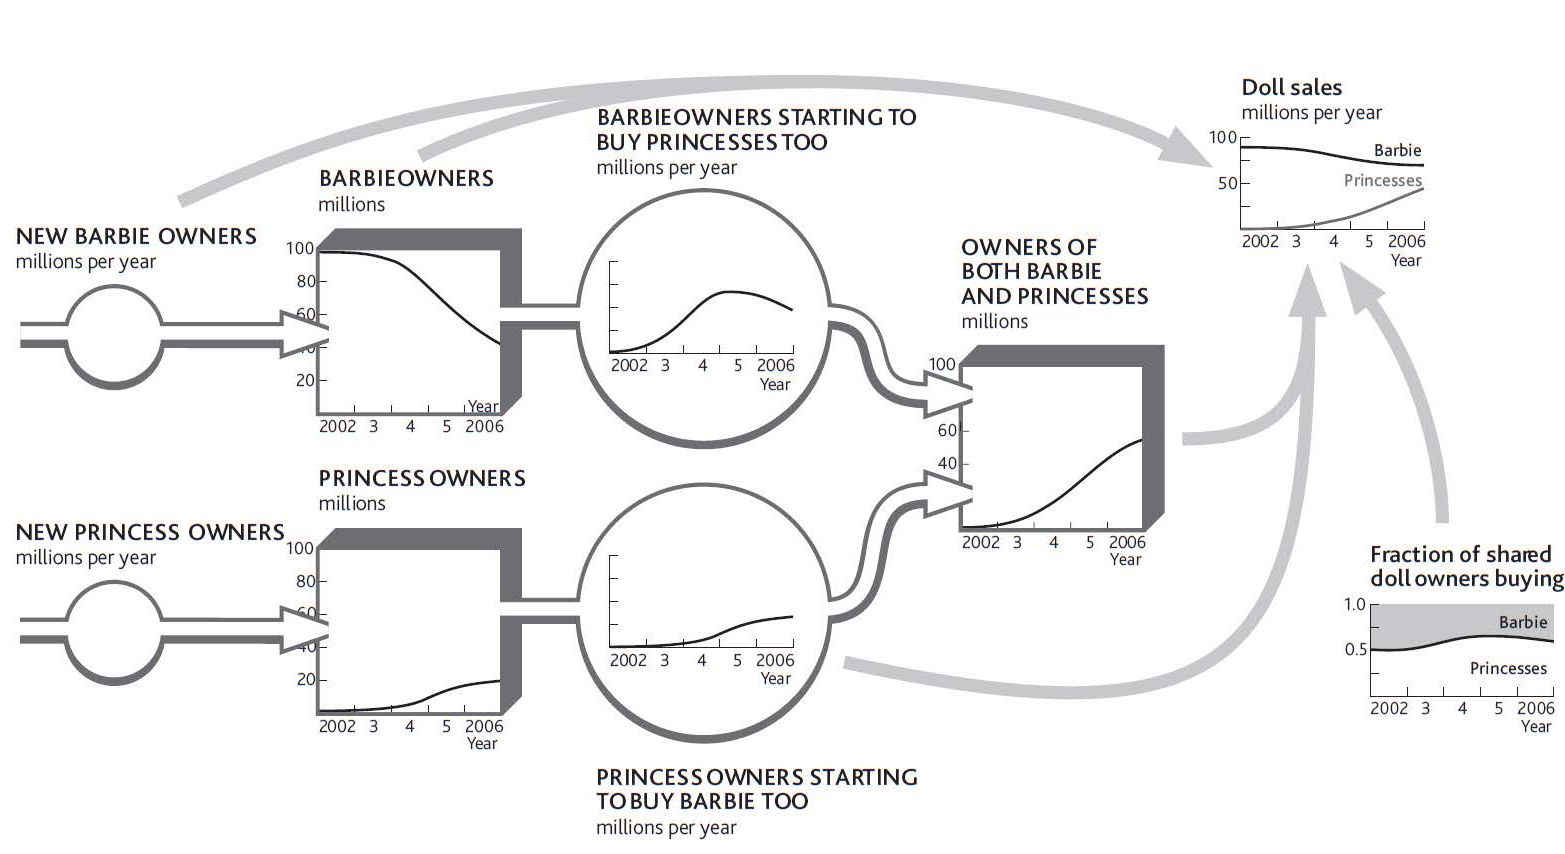 Doll sales
millions per year
100
50
Barbie
Princesses
2002 3 4 5 2006
Year
BARBIEOWNERS STARTING TO
BUY PRINCESSES TOO
millions per year
2002 3 4 5 2006
Year
BARBIEOWNERS
millions
100
80
60
40
20
Year
2002 3 4 5 2006
NEW BARBIE OWNERS
millions per year
OWNERS OF
BOTH BARBIE
AND PRINCESSES
millions
100
60
40
2002 3 4 5 2006
Year
PRINCESS OWNERS
millions
100
80
60
40
20
2002 3 4 5 2006
Year
NEW PRINCESS OWNERS
millions per year
2002 3 4 5 2006
Year
PRINCESS OWNERS STARTING
TO BUY BARBIE TOO
millions per year
Fraction of shared
doll owners buying
1.0
0.5
Barbie
Princesses
2002 3 4 5 2006
Year